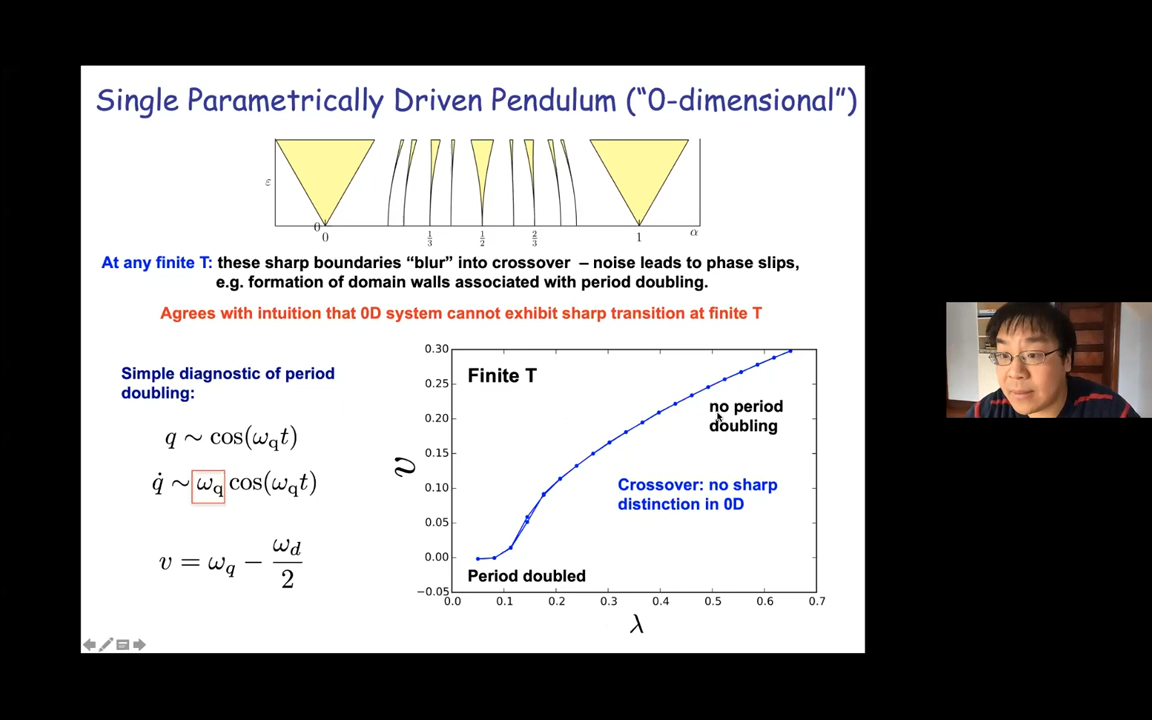 Single Parametrically Driven Pendulum (“0-dimensional”)
ε
0
0
1/3
1/2
2/3
1
α
At any finite T: these sharp boundaries “blur” into crossover – noise leads to phase slips,
e.g. formation of domain walls associated with period doubling.
Agrees with intuition that 0D system cannot exhibit sharp transition at finite T
Simple diagnostic of period
doubling:
q ~ cos(ω_q t)
q̇ ~ ω_q cos(ω_q t)
v = ω_q − ω_d/2
0.30
0.25
0.20
0.15
0.10
0.05
0.00
−0.05
v
Finite T
no period
doubling
Crossover: no sharp
distinction in 0D
Period doubled
0.0 0.1 0.2 0.3 0.4 0.5 0.6 0.7
λ